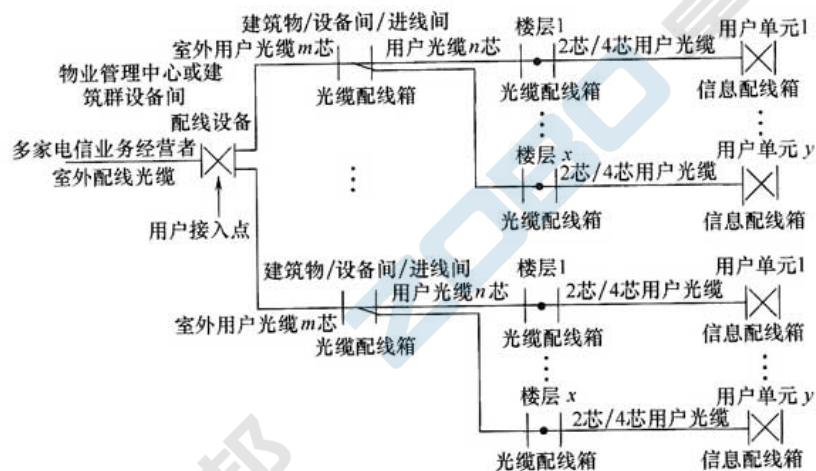 建筑物/设备间/进线间
楼层1
用户单元1
室外用户光缆m芯
用户光缆n芯
2芯/4芯用户光缆
物业管理中心或建
筑群设备间
光缆配线箱
光缆配线箱
信息配线箱
配线设备
多家电信业务经营者
楼层 x
用户单元 y
2芯/4芯用户光缆
室外配线光缆
光缆配线箱
信息配线箱
用户接入点
建筑物/设备间/进线间
楼层1
用户单元1
用户光缆n芯
2芯/4芯用户光缆
室外用户光缆m芯
光缆配线箱
光缆配线箱
信息配线箱
楼层 x
用户单元 y
2芯/4芯用户光缆
光缆配线箱
信息配线箱
ZOBO